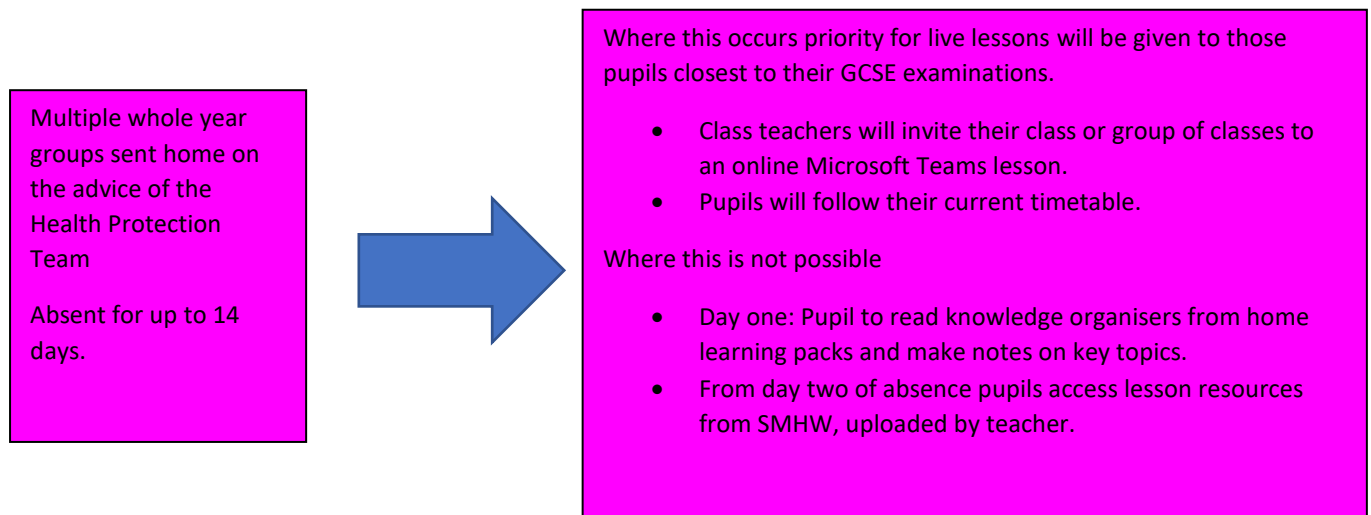 Multiple whole year
groups sent home on
the advice of the
Health Protection
Team
Absent for up to 14
days.
Where this occurs priority for live lessons will be given to those
pupils closest to their GCSE examinations.
• Class teachers will invite their class or group of classes to
an online Microsoft Teams lesson.
• Pupils will follow their current timetable.
Where this is not possible
• Day one: Pupil to read knowledge organisers from home
learning packs and make notes on key topics.
• From day two of absence pupils access lesson resources
from SMHW, uploaded by teacher.